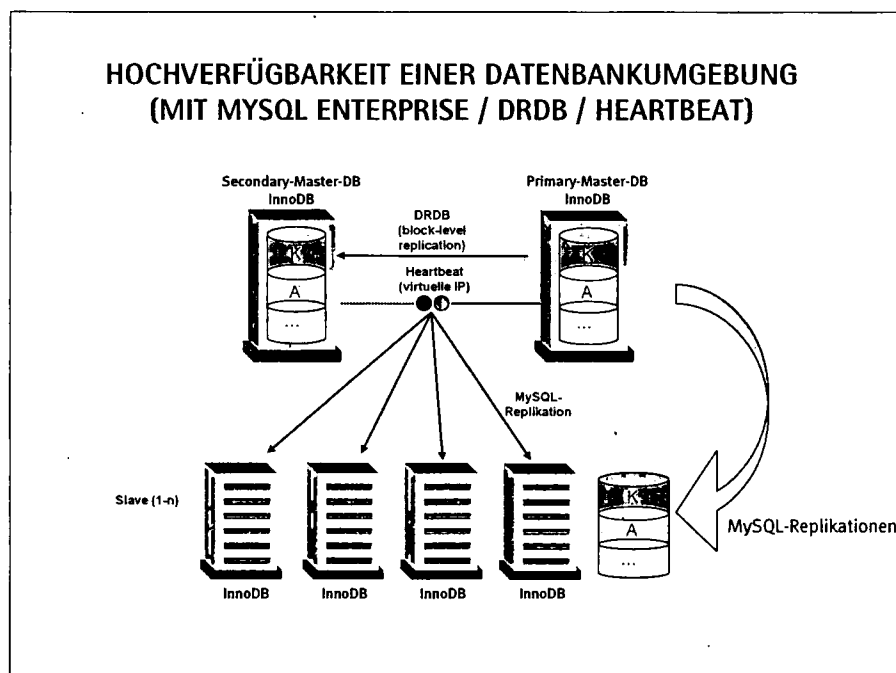 HOCHVERFÜGBARKEIT EINER DATENBANKUMGEBUNG
(MIT MYSQL ENTERPRISE / DRDB / HEARTBEAT)
Secondary-Master-DB
InnoDB
Primary-Master-DB
InnoDB
DRDB
(block-level
replication)
K
K
Heartbeat
(virtuelle IP)
A
A
...
...
MySQL-
Replikation
Slave (1-n)
K
A
MySQL-Replikationen
...
InnoDB
InnoDB
InnoDB
InnoDB